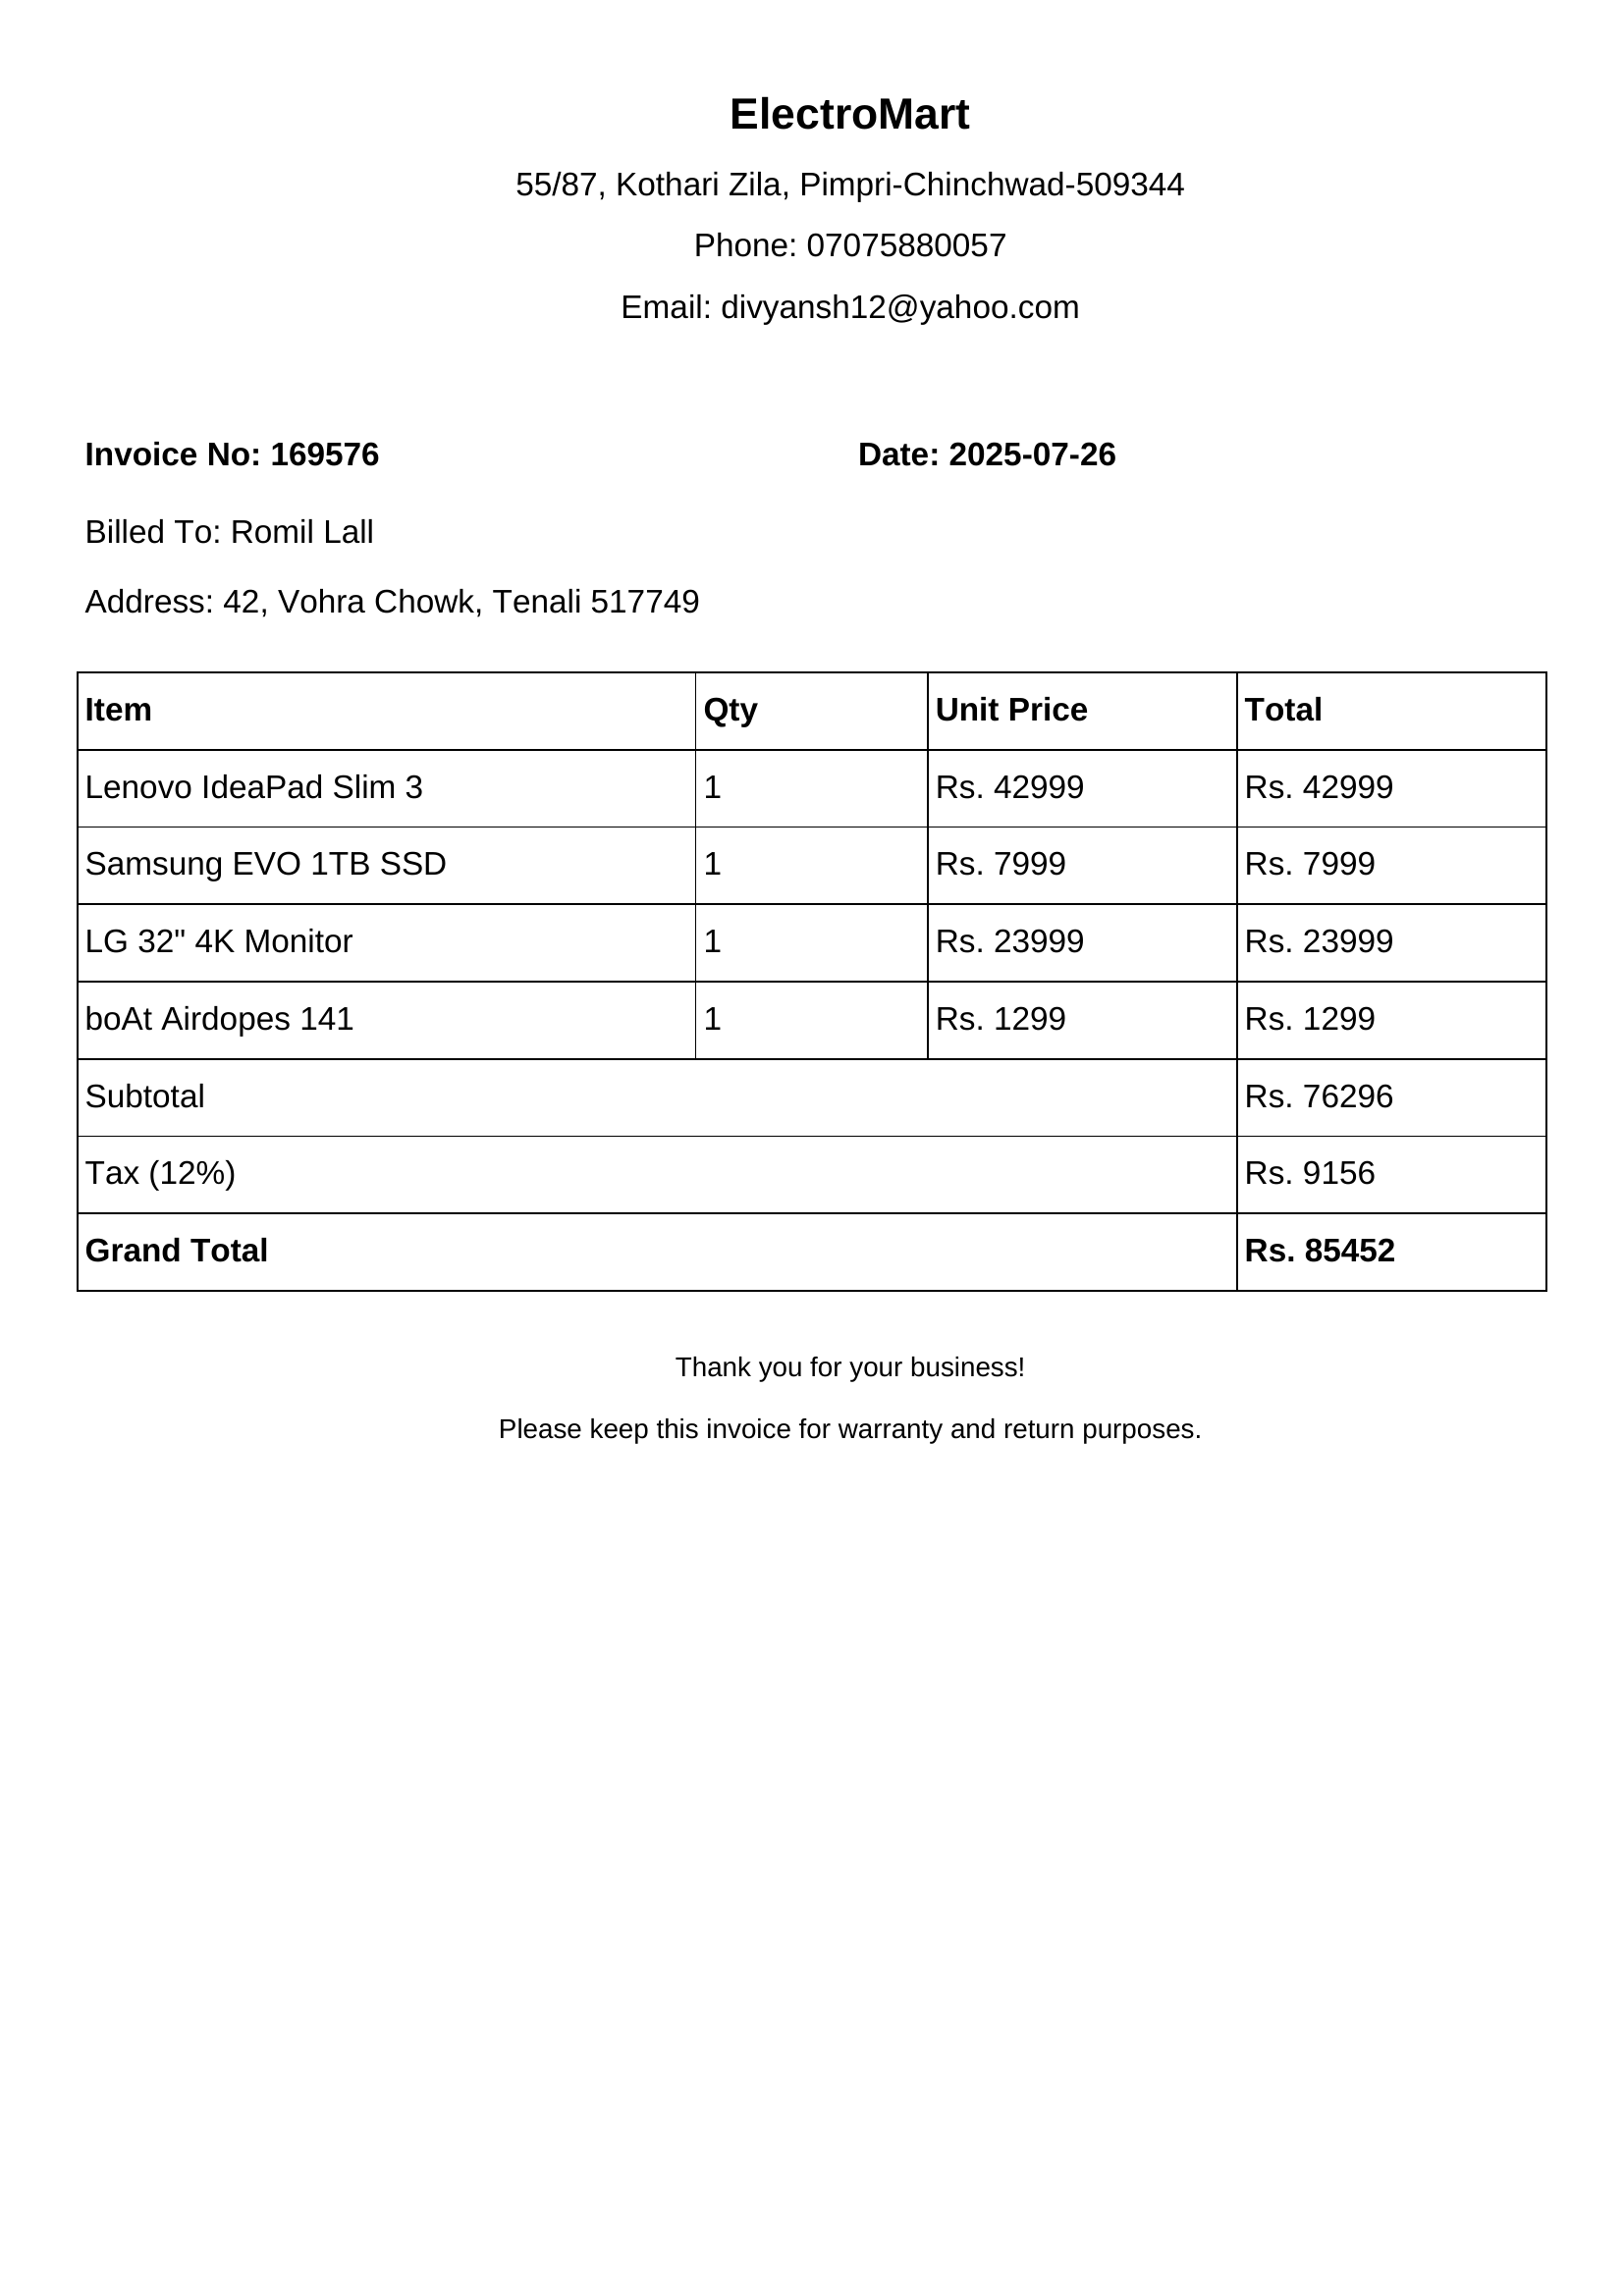 ElectroMart
55/87, Kothari Zila, Pimpri-Chinchwad-509344
Phone: 07075880057
Email: divyansh12@yahoo.com
Invoice No: 169576 Date: 2025-07-26
Billed To: Romil Lall
Address: 42, Vohra Chowk, Tenali 517749
Item Qty Unit Price Total
Lenovo IdeaPad Slim 3 1 Rs. 42999 Rs. 42999
Samsung EVO 1TB SSD 1 Rs. 7999 Rs. 7999
LG 32" 4K Monitor 1 Rs. 23999 Rs. 23999
boAt Airdopes 141 1 Rs. 1299 Rs. 1299
Subtotal Rs. 76296
Tax (12%) Rs. 9156
Grand Total Rs. 85452
Thank you for your business!
Please keep this invoice for warranty and return purposes.